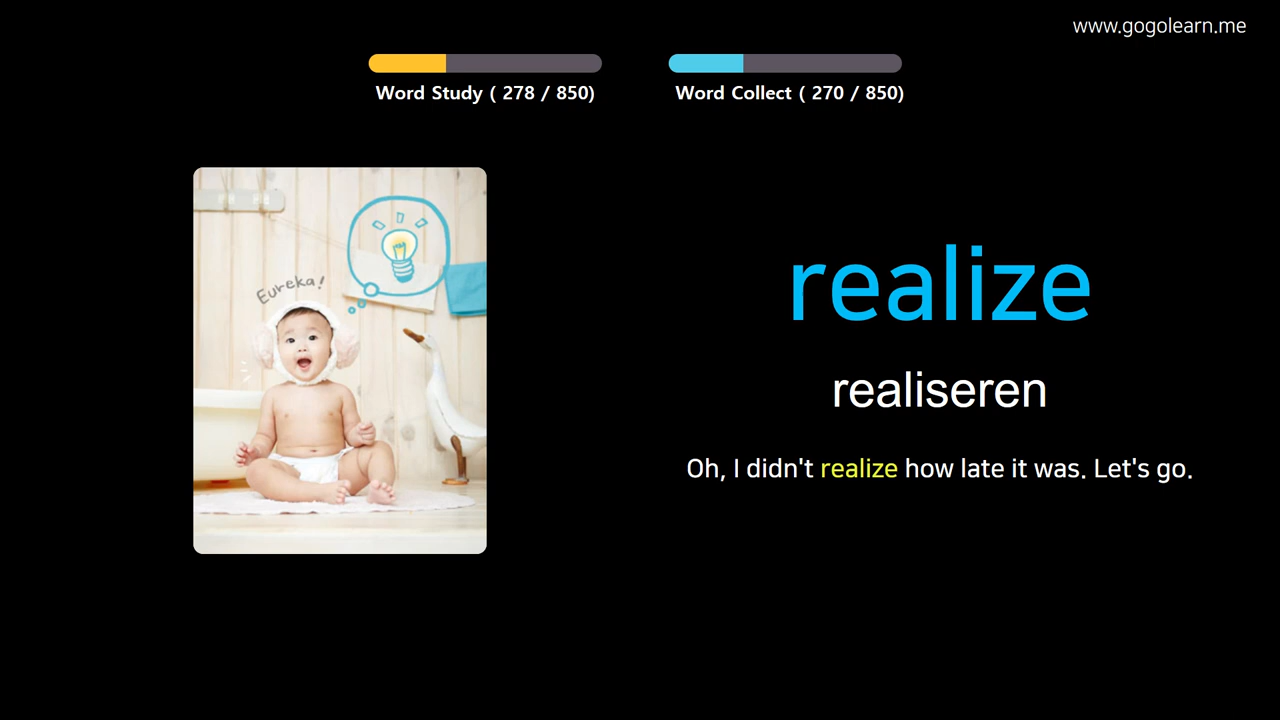 www.gogolearn.me
Word Study ( 278 / 850)
Word Collect ( 270 / 850)
Eureka!
realize
realiseren
Oh, I didn't realize how late it was. Let's go.